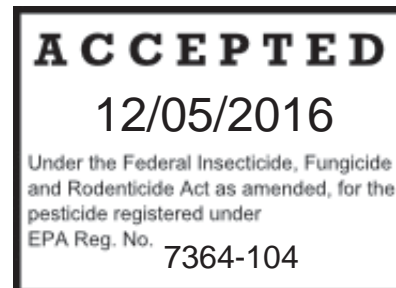 ACCEPTED
12/05/2016
Under the Federal Insecticide, Fungicide
and Rodenticide Act as amended, for the
pesticide registered under
EPA Reg. No. 7364-104